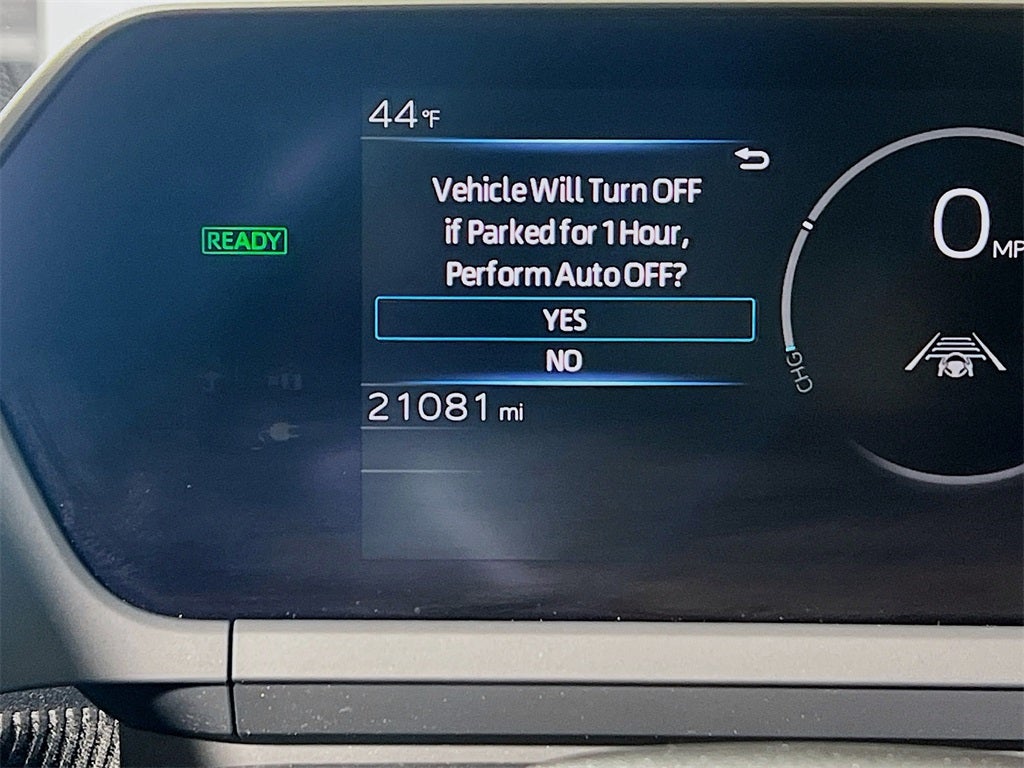 44 °F
Vehicle Will Turn OFF
if Parked for 1 Hour,
Perform Auto OFF?
YES
NO
READY
21081 mi
0 MP
CHG